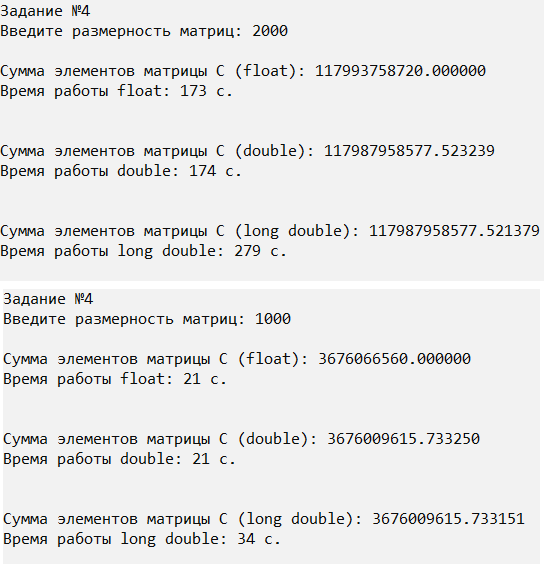 Задание №4
Введите размерность матриц: 2000
Сумма элементов матрицы С (float): 117993758720.000000
Время работы float: 173 с.
Сумма элементов матрицы С (double): 117987958577.523239
Время работы double: 174 с.
Сумма элементов матрицы С (long double): 117987958577.521379
Время работы long double: 279 с.
Задание №4
Введите размерность матриц: 1000
Сумма элементов матрицы С (float): 3676066560.000000
Время работы float: 21 с.
Сумма элементов матрицы С (double): 3676009615.733250
Время работы double: 21 с.
Сумма элементов матрицы С (long double): 3676009615.733151
Время работы long double: 34 с.